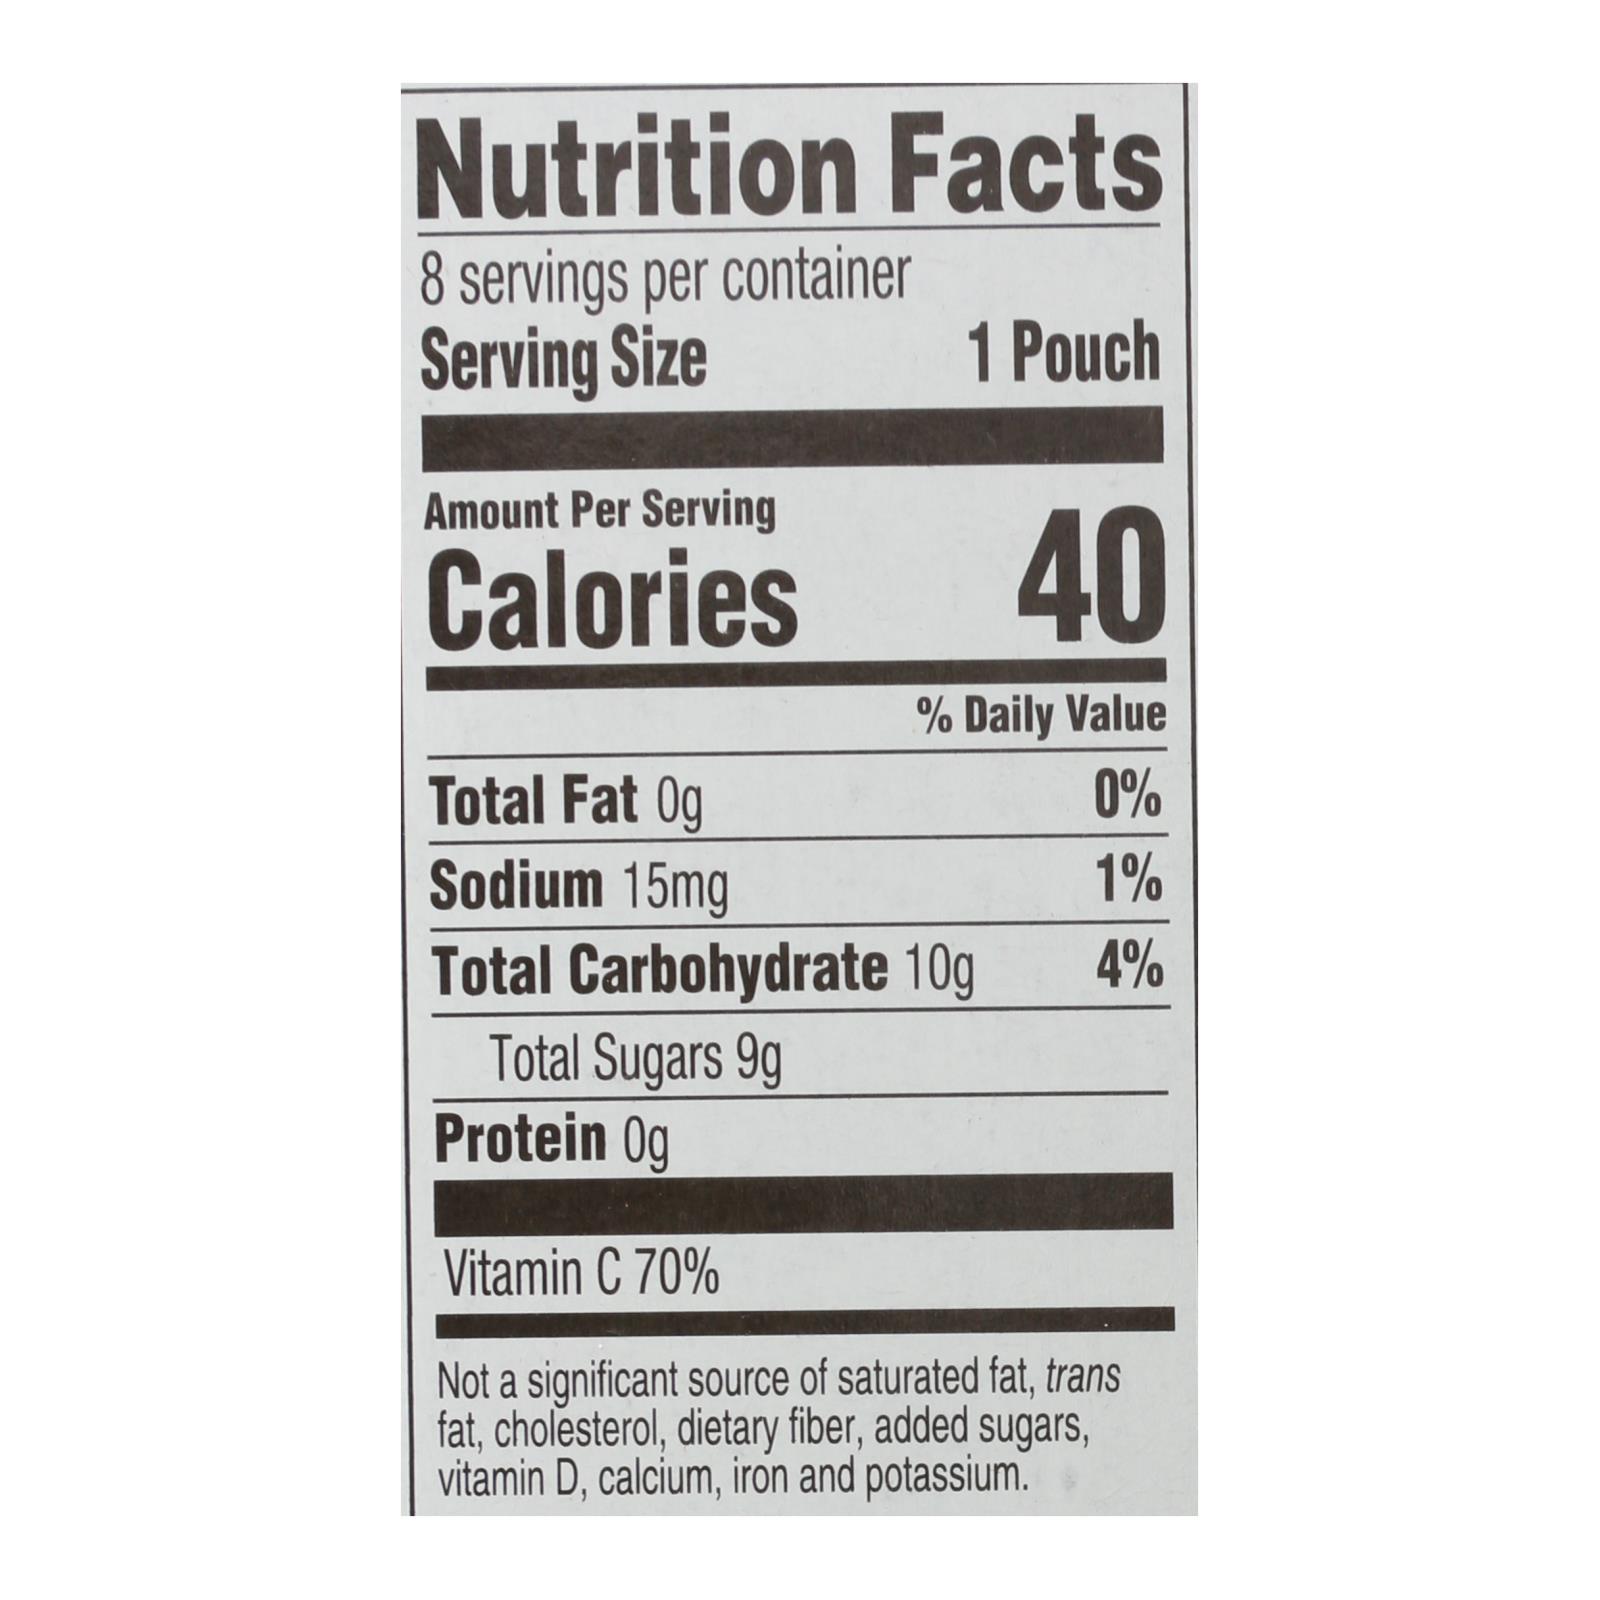 Nutrition Facts
8 servings per container
Serving Size 1 Pouch
Amount Per Serving
Calories 40
% Daily Value
Total Fat 0g 0%
Sodium 15mg 1%
Total Carbohydrate 10g 4%
Total Sugars 9g
Protein 0g
Vitamin C 70%
Not a significant source of saturated fat, trans
fat, cholesterol, dietary fiber, added sugars,
vitamin D, calcium, iron and potassium.